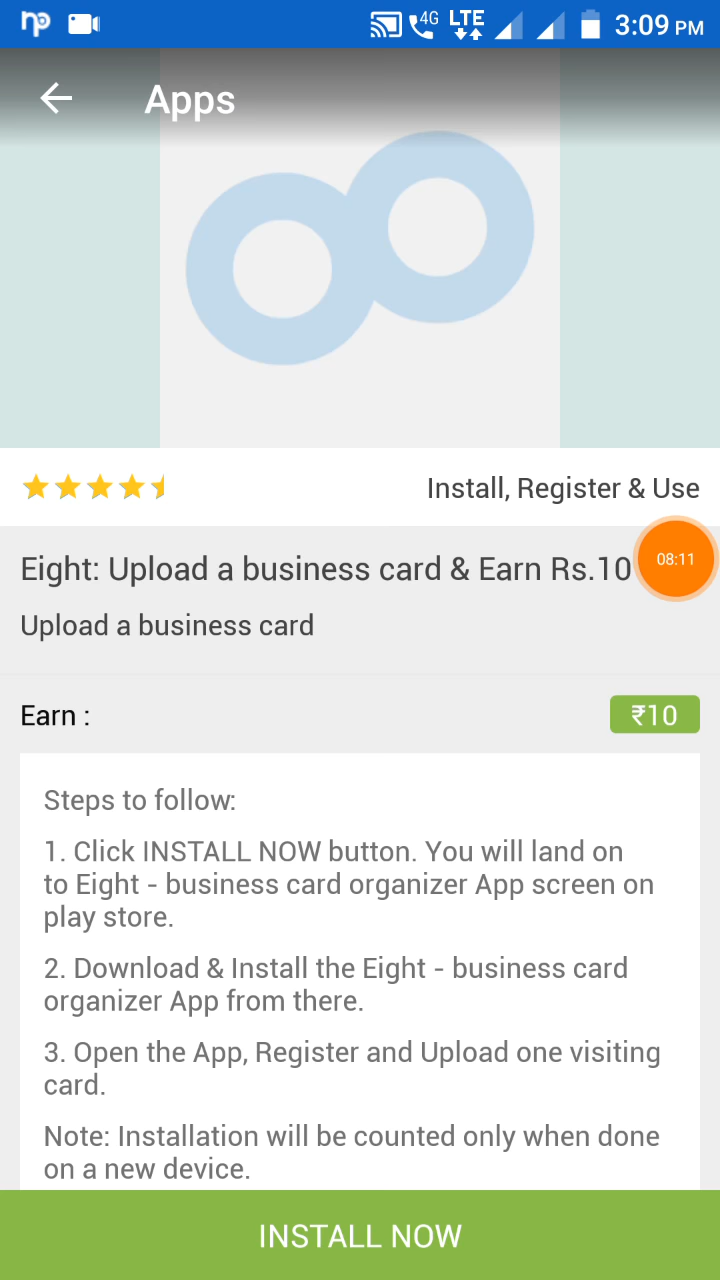 np 4G LTE 3:09 PM
Apps
Install, Register & Use
Eight: Upload a business card & Earn Rs.10
08:11
Upload a business card
Earn :
₹10
Steps to follow:
1. Click INSTALL NOW button. You will land on
to Eight - business card organizer App screen on
play store.
2. Download & Install the Eight - business card
organizer App from there.
3. Open the App, Register and Upload one visiting
card.
Note: Installation will be counted only when done
on a new device.
INSTALL NOW